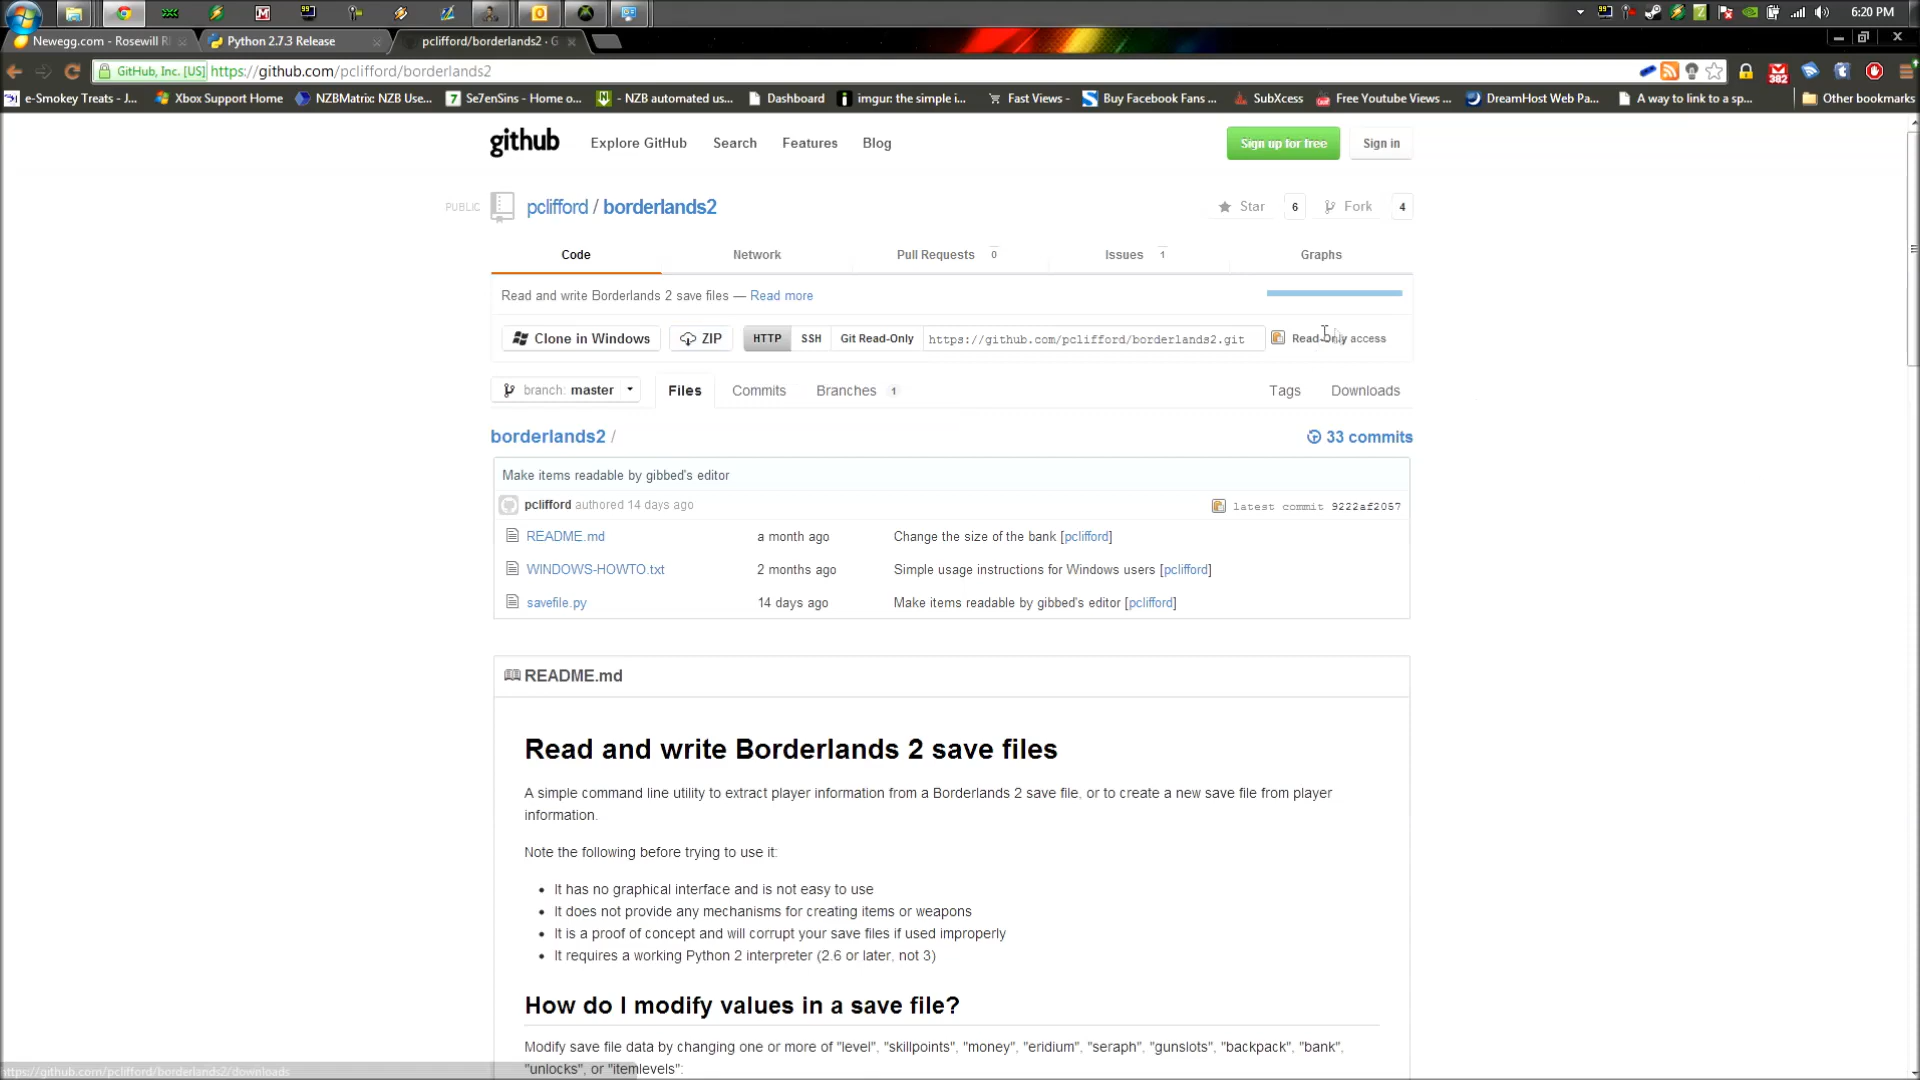 6:20 PM
Newegg.com - Rosewill R
Python 2.7.3 Release
pclifford/borderlands2 · G
GitHub, Inc. [US] https://github.com/pclifford/borderlands2
382
e-Smokey Treats - J...
Xbox Support Home
NZBMatrix: NZB Use...
Se7enSins - Home o...
- NZB automated us...
Dashboard
imgur: the simple i...
Fast Views -
Buy Facebook Fans ...
SubXcess
Free Youtube Views ...
DreamHost Web Pa...
A way to link to a sp...
Other bookmarks
github
Explore GitHub
Search
Features
Blog
Sign up for free
Sign in
PUBLIC
pclifford / borderlands2
Star 6
Fork 4
Code
Network
Pull Requests 0
Issues 1
Graphs
Read and write Borderlands 2 save files — Read more
Clone in Windows
ZIP
HTTP
SSH
Git Read-Only
https://github.com/pclifford/borderlands2.git
Read-Only access
branch: master
Files
Commits
Branches 1
Tags
Downloads
borderlands2 /
33 commits
Make items readable by gibbed's editor
pclifford authored 14 days ago
latest commit 9222af2057
README.md a month ago Change the size of the bank [pclifford]
WINDOWS-HOWTO.txt 2 months ago Simple usage instructions for Windows users [pclifford]
savefile.py 14 days ago Make items readable by gibbed's editor [pclifford]
README.md
Read and write Borderlands 2 save files
A simple command line utility to extract player information from a Borderlands 2 save file, or to create a new save file from player
information.
Note the following before trying to use it:
• It has no graphical interface and is not easy to use
• It does not provide any mechanisms for creating items or weapons
• It is a proof of concept and will corrupt your save files if used improperly
• It requires a working Python 2 interpreter (2.6 or later, not 3)
How do I modify values in a save file?
Modify save file data by changing one or more of "level", "skillpoints", "money", "eridium", "seraph", "gunslots", "backpack", "bank",
"unlocks", or "itemlevels":
https://github.com/pclifford/borderlands2/downloads